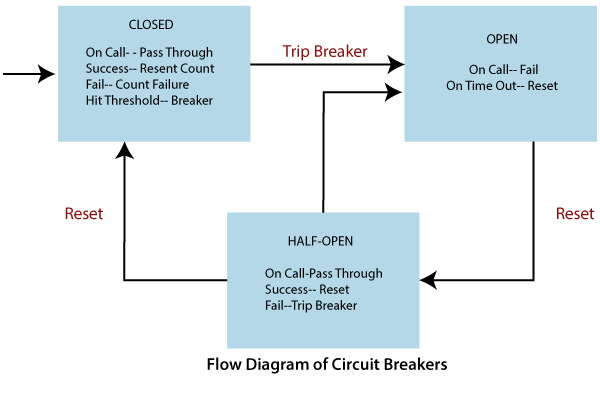 CLOSED
On Call- - Pass Through
Success-- Resent Count
Fail-- Count Failure
Hit Threshold-- Breaker
Trip Breaker
OPEN
On Call-- Fail
On Time Out-- Reset
Reset
Reset
HALF-OPEN
On Call-Pass Through
Success-- Reset
Fail--Trip Breaker
Flow Diagram of Circuit Breakers